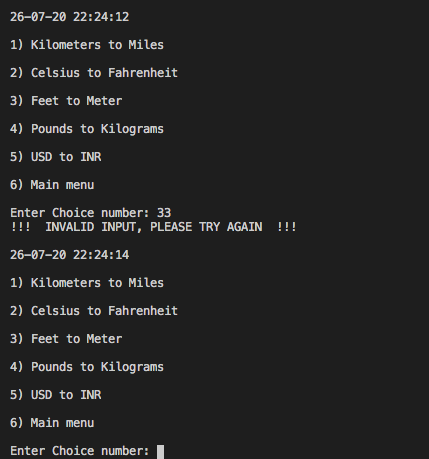 26-07-20 22:24:12
1) Kilometers to Miles
2) Celsius to Fahrenheit
3) Feet to Meter
4) Pounds to Kilograms
5) USD to INR
6) Main menu
Enter Choice number: 33
!!!  INVALID INPUT, PLEASE TRY AGAIN  !!!
26-07-20 22:24:14
1) Kilometers to Miles
2) Celsius to Fahrenheit
3) Feet to Meter
4) Pounds to Kilograms
5) USD to INR
6) Main menu
Enter Choice number: